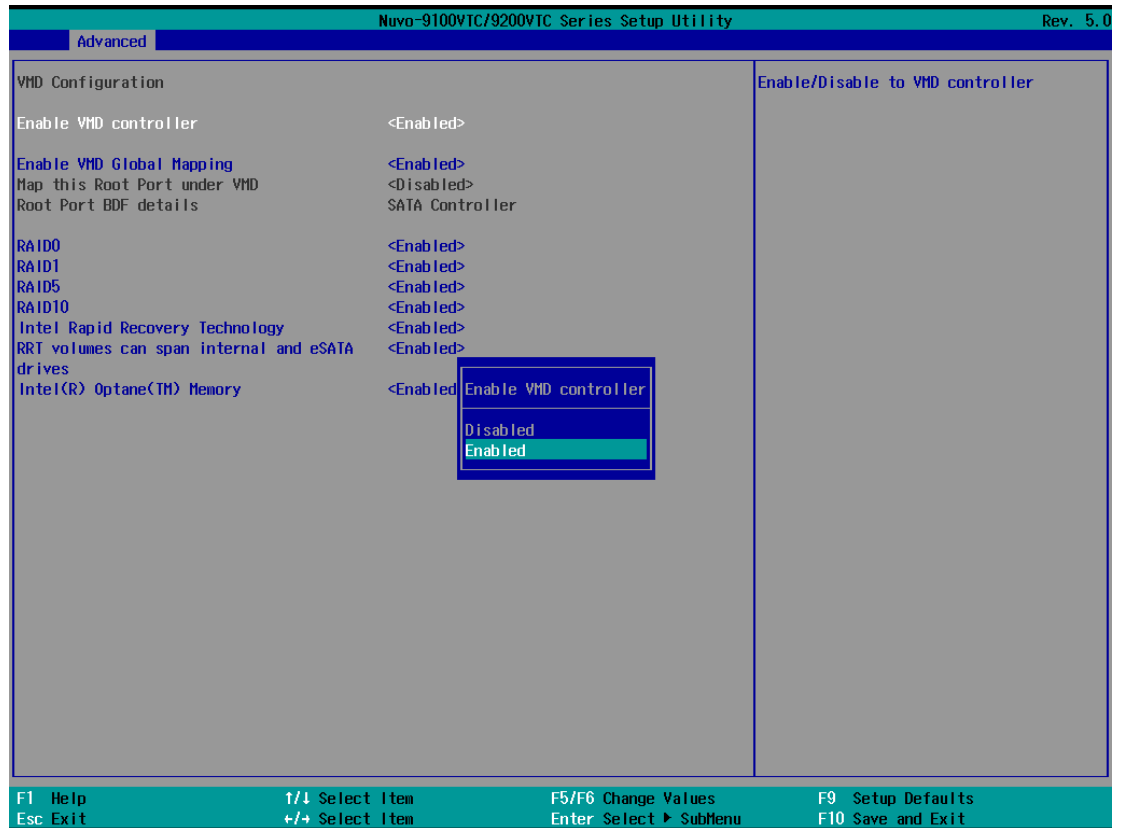 Nuvo-9100VTC/9200VTC Series Setup Utility Rev. 5.0
Advanced
VMD Configuration Enable/Disable to VMD controller
Enable VMD controller <Enabled>
Enable VMD Global Mapping <Enabled>
Map this Root Port under VMD <Disabled>
Root Port BDF details SATA Controller
RAID0 <Enabled>
RAID1 <Enabled>
RAID5 <Enabled>
RAID10 <Enabled>
Intel Rapid Recovery Technology <Enabled>
RRT volumes can span internal and eSATA <Enabled>
drives
Intel(R) Optane(TM) Memory <Enabled
Enable VMD controller
Disabled
Enabled
F1 Help ↑/↓ Select Item F5/F6 Change Values F9 Setup Defaults
Esc Exit ←/→ Select Item Enter Select ▶ SubMenu F10 Save and Exit